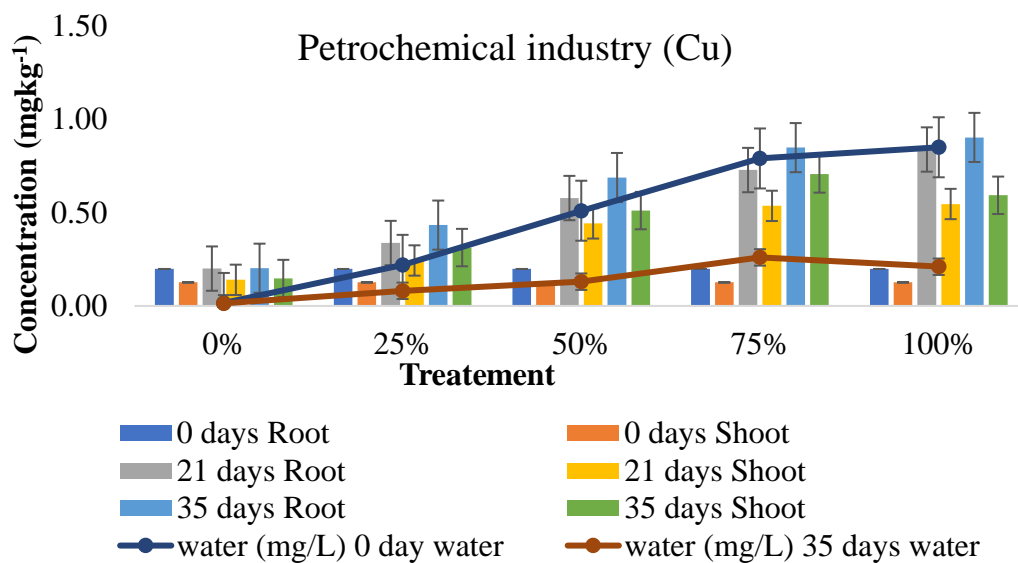 Petrochemical industry (Cu)
Concentration (mgkg⁻¹)
1.50
1.00
0.50
0.00
0% 25% 50% 75% 100%
Treatement
0 days Root 0 days Shoot
21 days Root 21 days Shoot
35 days Root 35 days Shoot
water (mg/L) 0 day water water (mg/L) 35 days water